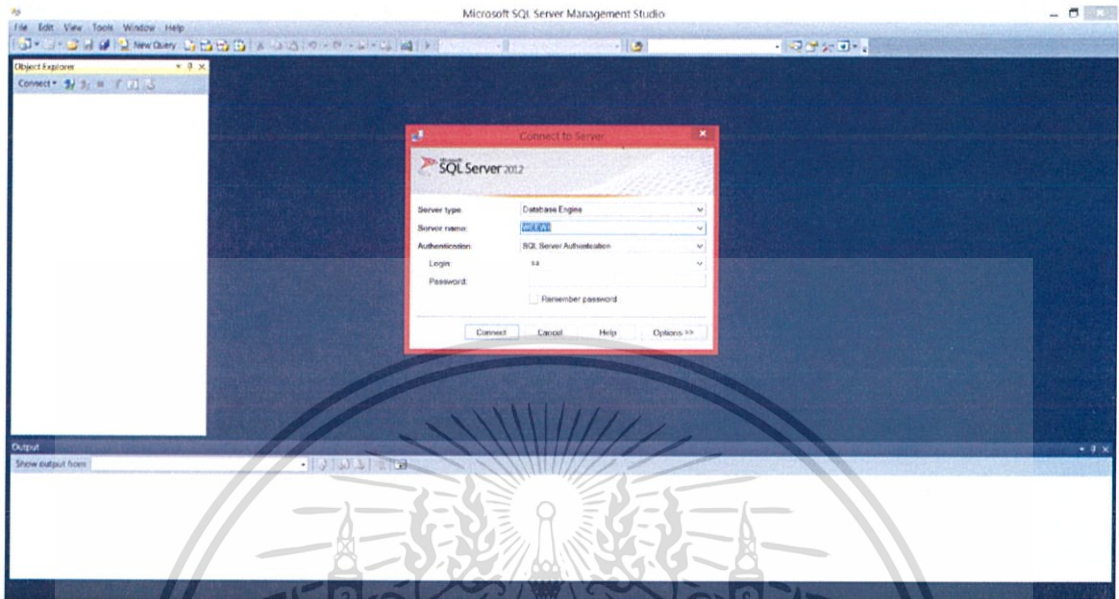 Microsoft SQL Server Management Studio
File Edit View Tools Window Help
New Query
Object Explorer
Connect
Connect to Server
Microsoft
SQL Server 2012
Server type: Database Engine
Server name:
Authentication: SQL Server Authentication
Login: sa
Password:
Remember password
Connect Cancel Help Options >>
Output
Show output from: